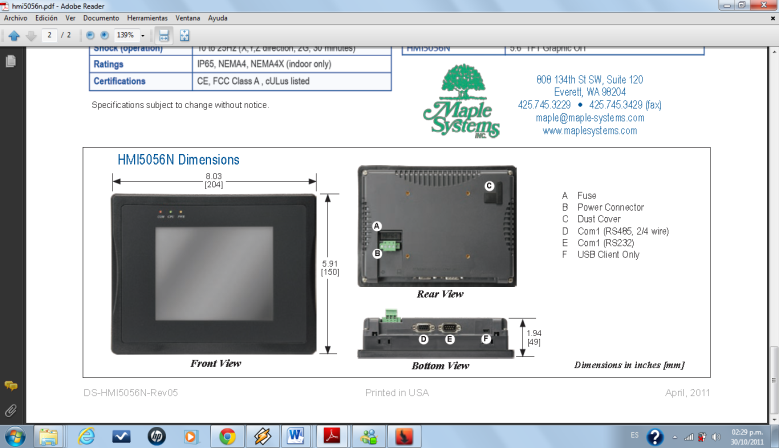 hmi5056n.pdf - Adobe Reader
Archivo Edición Ver Documento Herramientas Ventana Ayuda
2 / 2 139%
Shock (operation) 10 to 25Hz (X,Y,Z direction, 2G, 30 minutes)
HMI5056N 5.6" TFT Graphic OIT
Ratings IP65, NEMA4, NEMA4X (indoor only)
Certifications CE, FCC Class A , cULus listed
Specifications subject to change without notice.
Maple
Systems
INC.
808 134th St SW, Suite 120
Everett, WA 98204
425.745.3229 • 425.745.3429 (fax)
maple@maple-systems.com
www.maplesystems.com
HMI5056N Dimensions
8.03
[204]
5.91
[150]
COM CPU PWR
Front View
A
B
C
Rear View
D E F
1.94
[49]
Bottom View
A Fuse
B Power Connector
C Dust Cover
D Com1 (RS485, 2/4 wire)
E Com1 (RS232)
F USB Client Only
Dimensions in inches [mm]
DS-HMI5056N-Rev05 Printed in USA April, 2011
ES 02:29 p.m.
30/10/2013